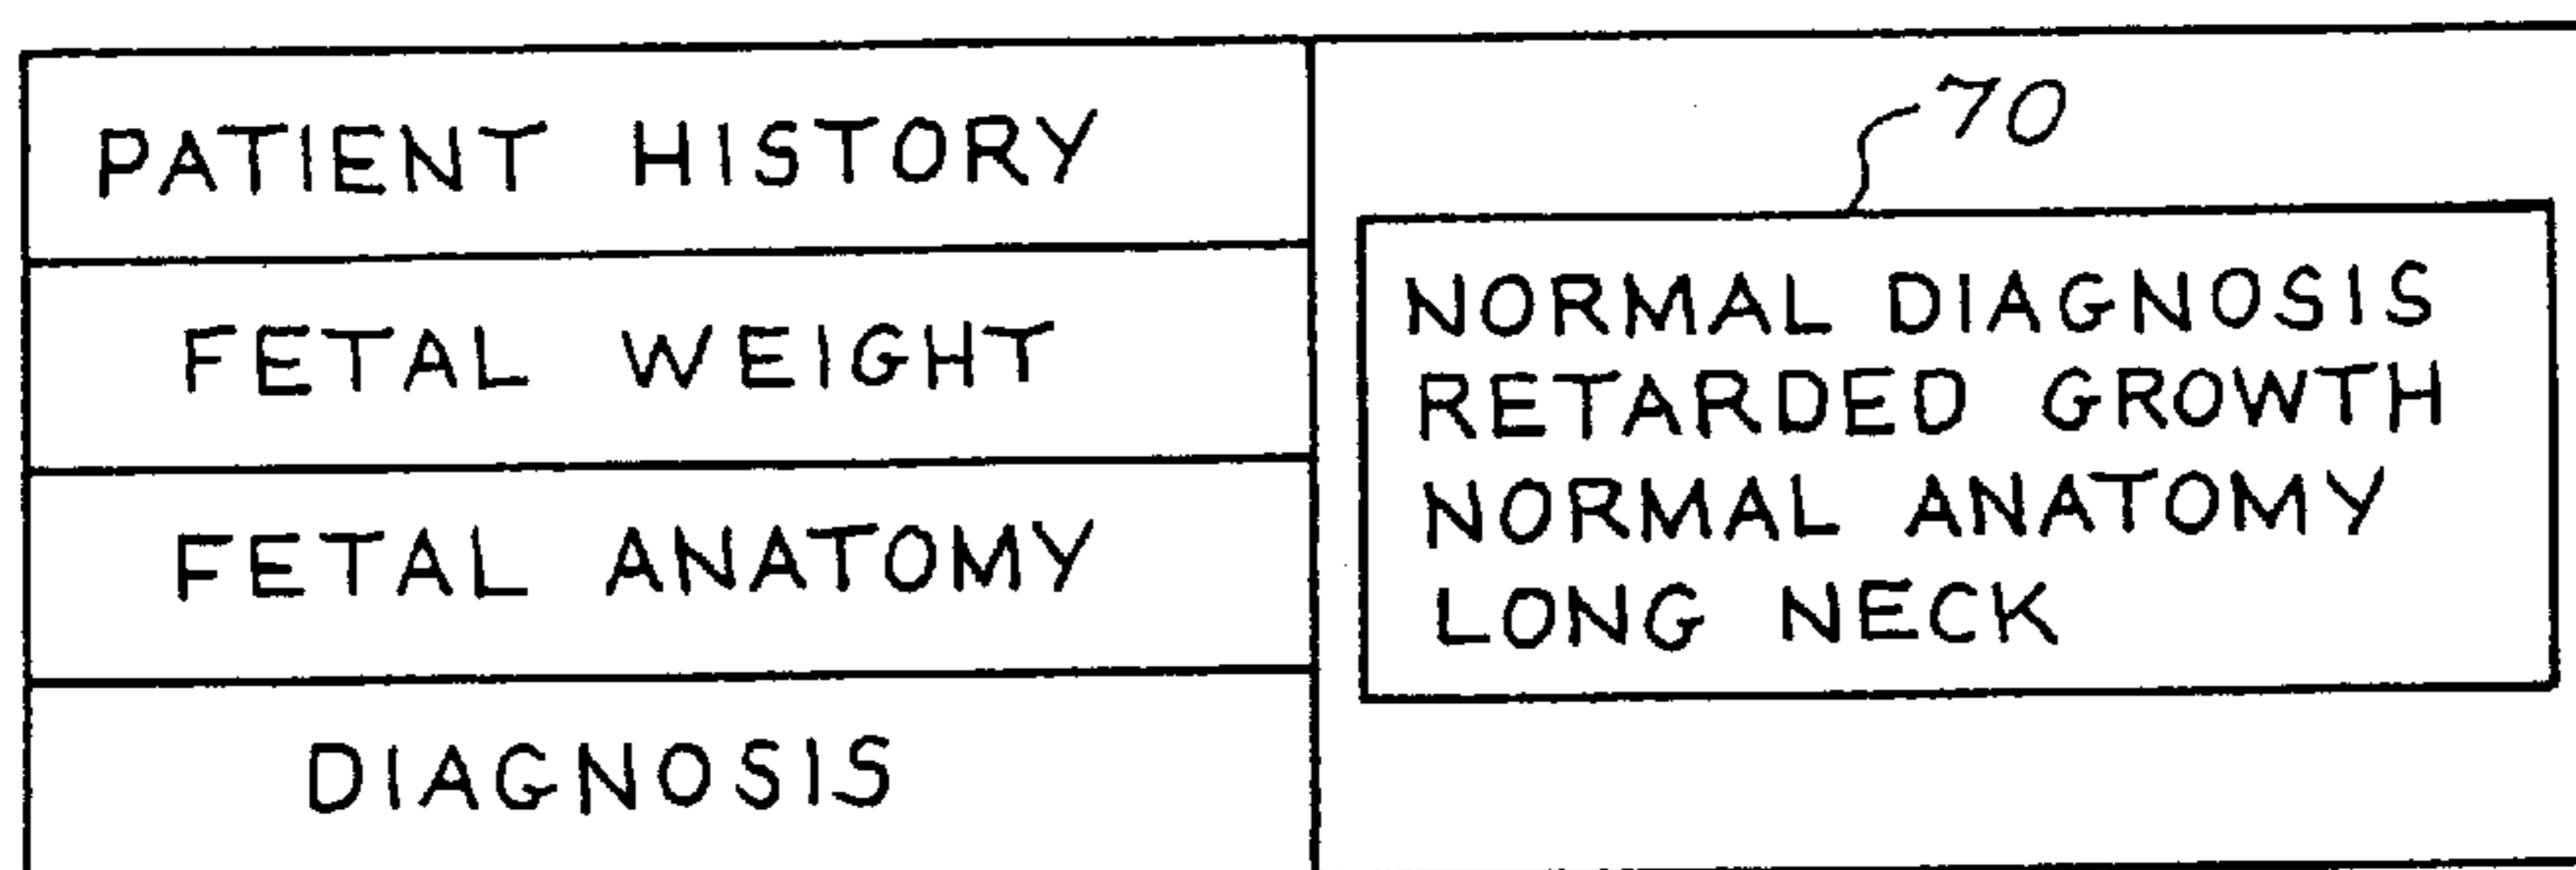 PATIENT HISTORY
FETAL WEIGHT
FETAL ANATOMY
DIAGNOSIS
70
NORMAL DIAGNOSIS
RETARDED GROWTH
NORMAL ANATOMY
LONG NECK